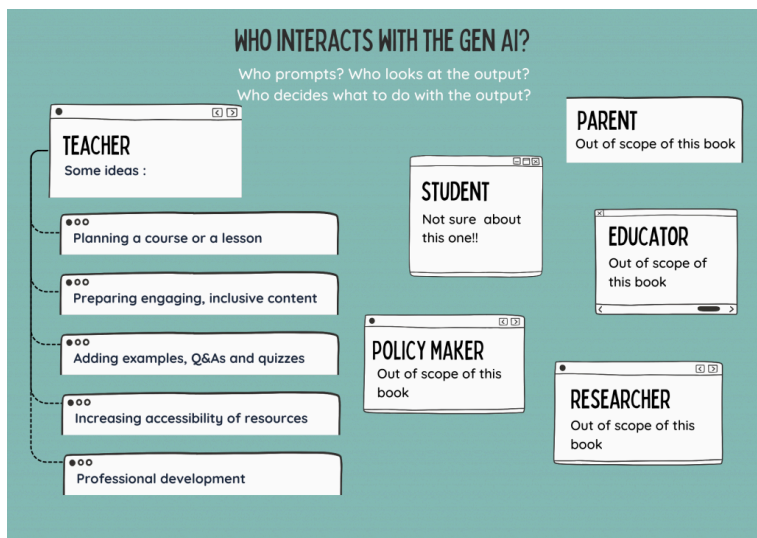 WHO INTERACTS WITH THE GEN AI?
Who prompts? Who looks at the output?
Who decides what to do with the output?
TEACHER
Some ideas :
Planning a course or a lesson
Preparing engaging, inclusive content
Adding examples, Q&As and quizzes
Increasing accessibility of resources
Professional development
STUDENT
Not sure about
this one!!
POLICY MAKER
Out of scope of this
book
PARENT
Out of scope of this book
EDUCATOR
Out of scope of
this book
RESEARCHER
Out of scope of this
book